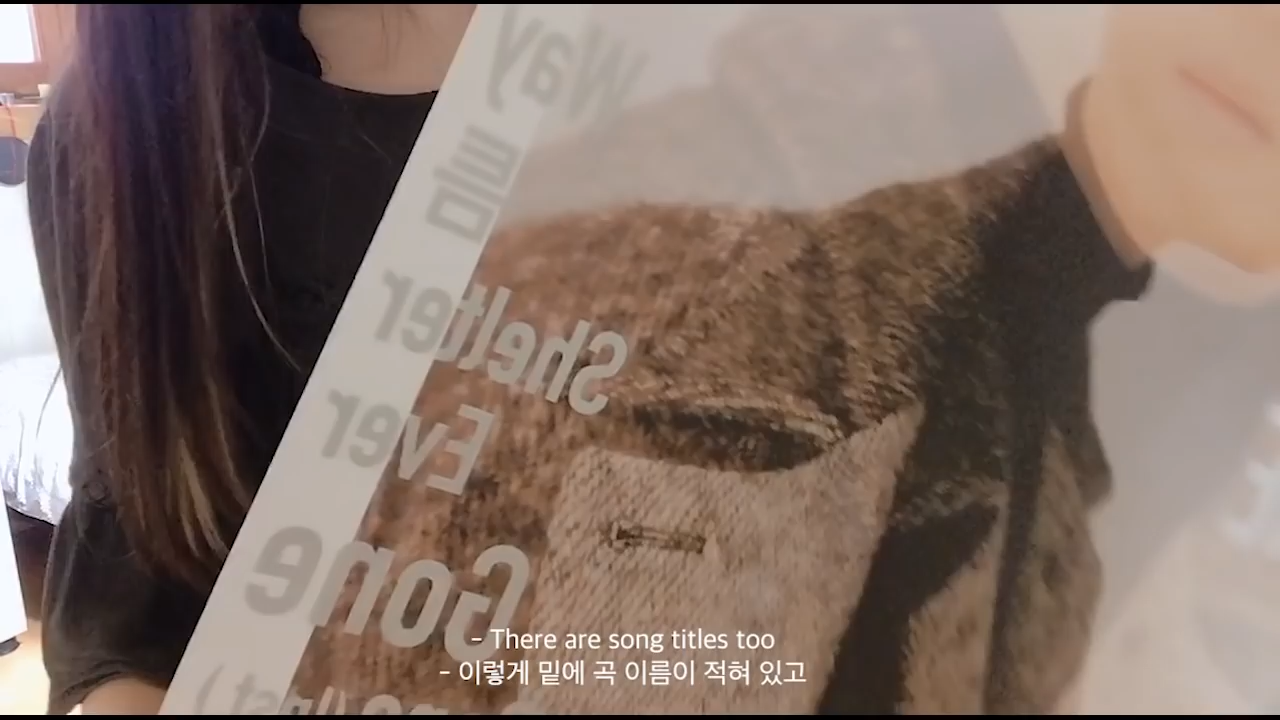 Way
Shelter
Ever
Gone
(Inst.)
- There are song titles too
- 이렇게 밑에 곡 이름이 적혀 있고